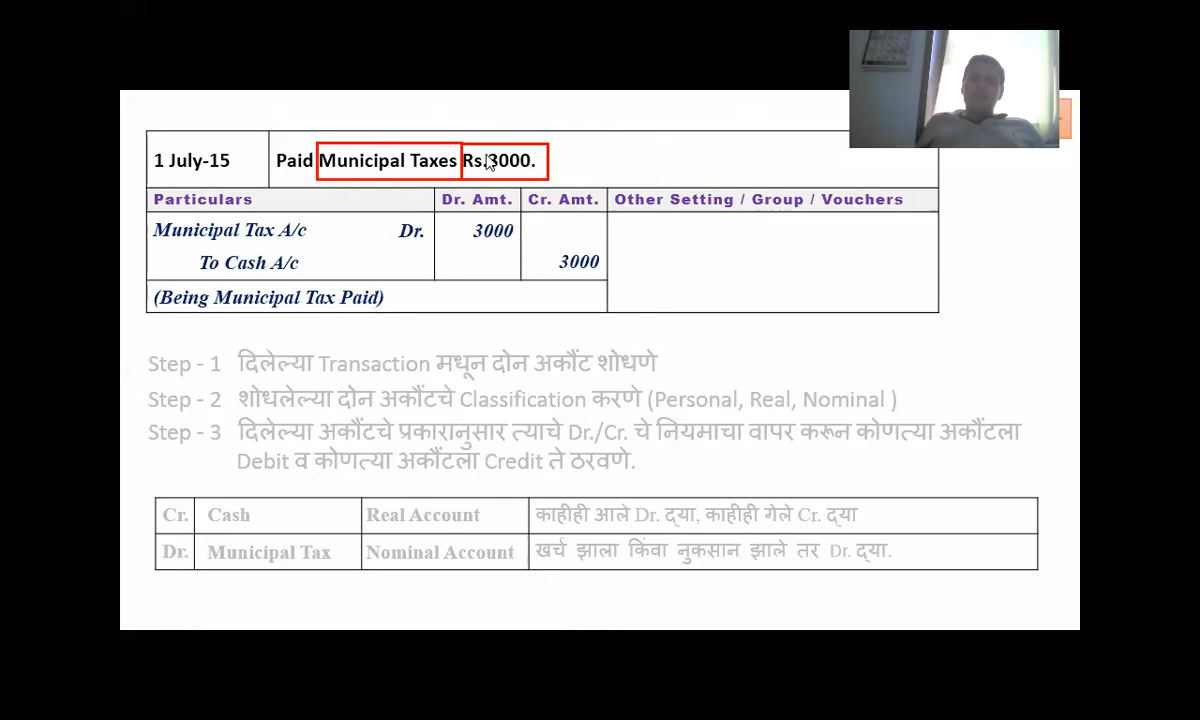 1 July-15 Paid Municipal Taxes Rs.3000.
Particulars Dr. Amt. Cr. Amt. Other Setting / Group / Vouchers
Municipal Tax A/c Dr. 3000
To Cash A/c 3000
(Being Municipal Tax Paid)
Step - 1 दिलेल्या Transaction मधून दोन अकौंट शोधणे
Step - 2 शोधलेल्या दोन अकौंटचे Classification करणे (Personal, Real, Nominal )
Step - 3 दिलेल्या अकौंटचे प्रकारानुसार त्याचे Dr./Cr. चे नियमाचा वापर करून कोणत्या अकौंटला
Debit व कोणत्या अकौंटला Credit ते ठरवणे.
Cr. Cash Real Account काहीही आले Dr. द्या, काहीही गेले Cr. द्या
Dr. Municipal Tax Nominal Account खर्च झाला किंवा नुकसान झाले तर Dr. द्या.